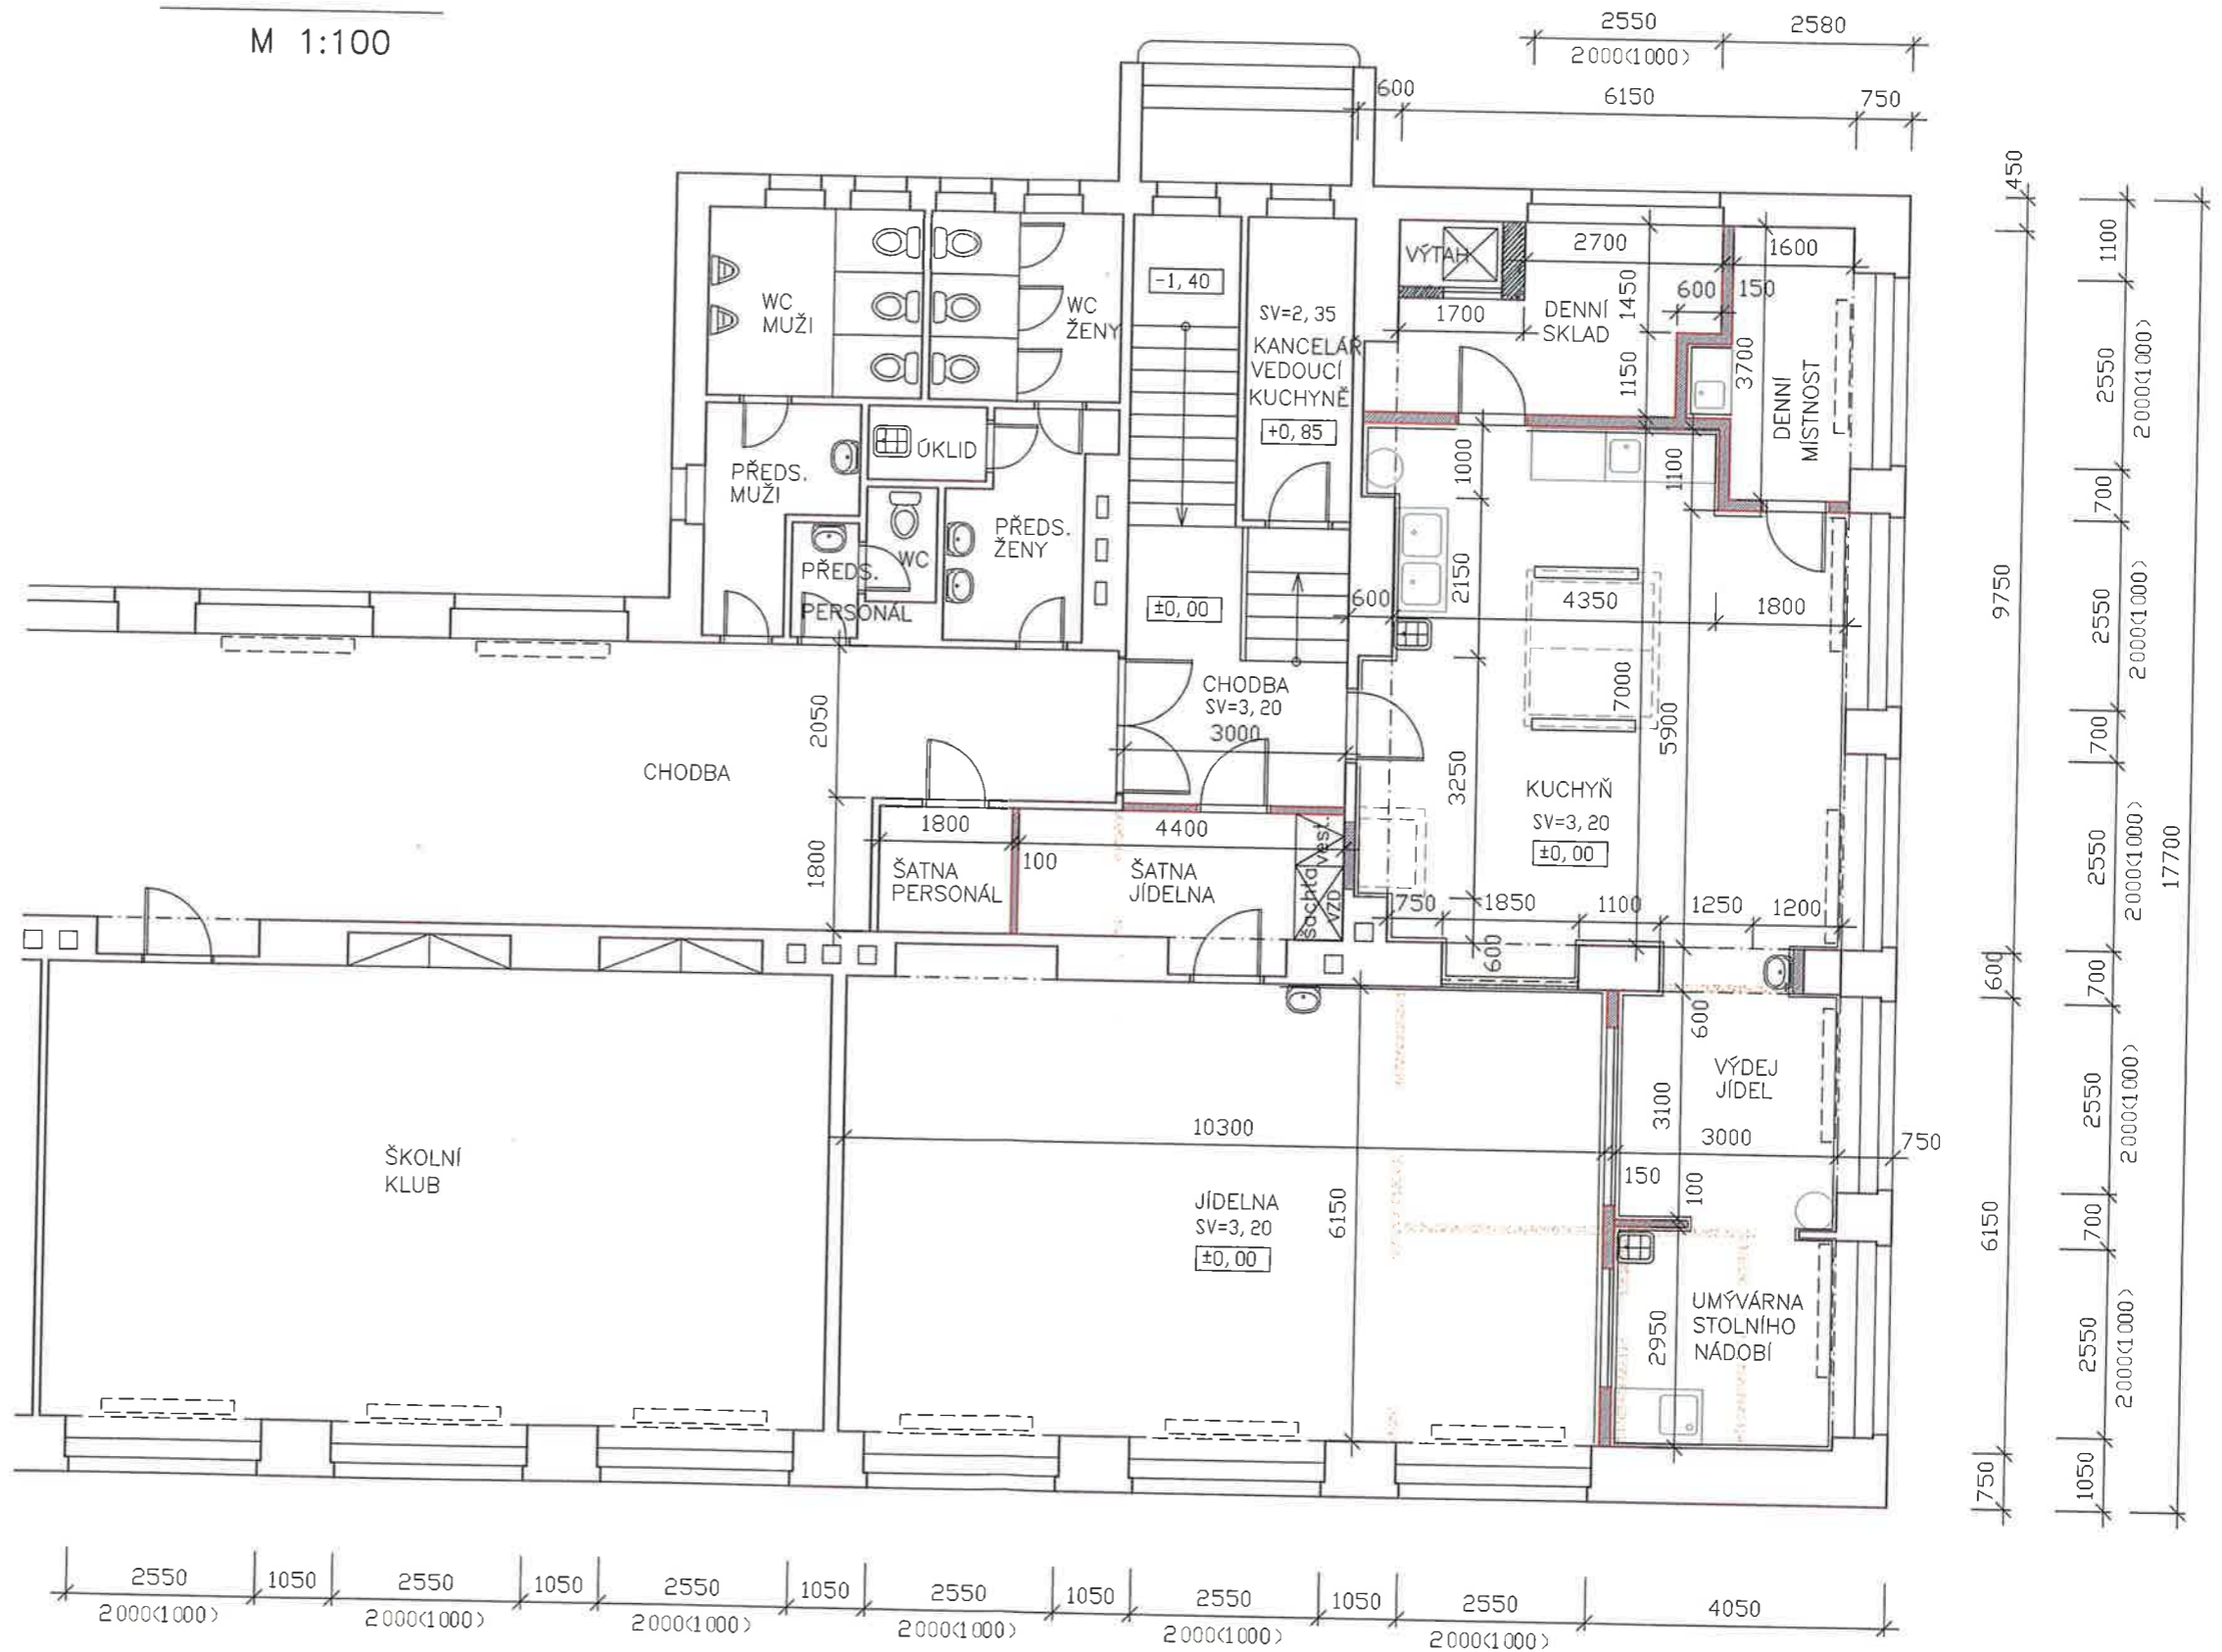 M 1:100
2550
2580
2000(1000)
600
6150
750
450
1100
2550
2000(1000)
700
2550
2000(1000)
700
2550
2000(1000)
700
2550
2000(1000)
700
2550
2000(1000)
1050
9750
600
6150
750
17700
WC
MUŽI
WC
ŽENY
-1,40
SV=2,35
KANCELÁŘ
VEDOUCÍ
KUCHYNĚ
+0,85
VÝTAH
2700
1600
1450
600
150
1700
DENNÍ
SKLAD
1150
3700
DENNÍ
MÍSTNOST
PŘEDS.
MUŽI
ÚKLID
PŘEDS.
ŽENY
WC
PŘEDS.
PERSONÁL
±0,00
1000
1100
2150
600
4350
1800
CHODBA
SV=3,20
3000
7000
5900
3250
KUCHYŇ
SV=3,20
±0,00
2050
CHODBA
1800
1800
100
4400
ŠATNA
PERSONÁL
ŠATNA
JÍDELNA
šachta vest.
VZD
750
1850
1100
1250
1200
600
600
VÝDEJ
JÍDEL
3100
3000
750
150
100
10300
6150
ŠKOLNÍ
KLUB
JÍDELNA
SV=3,20
±0,00
UMÝVÁRNA
STOLNÍHO
NÁDOBÍ
2950
2550
1050
2550
1050
2550
1050
2550
1050
2550
1050
2550
4050
2000(1000)
2000(1000)
2000(1000)
2000(1000)
2000(1000)
2000(1000)